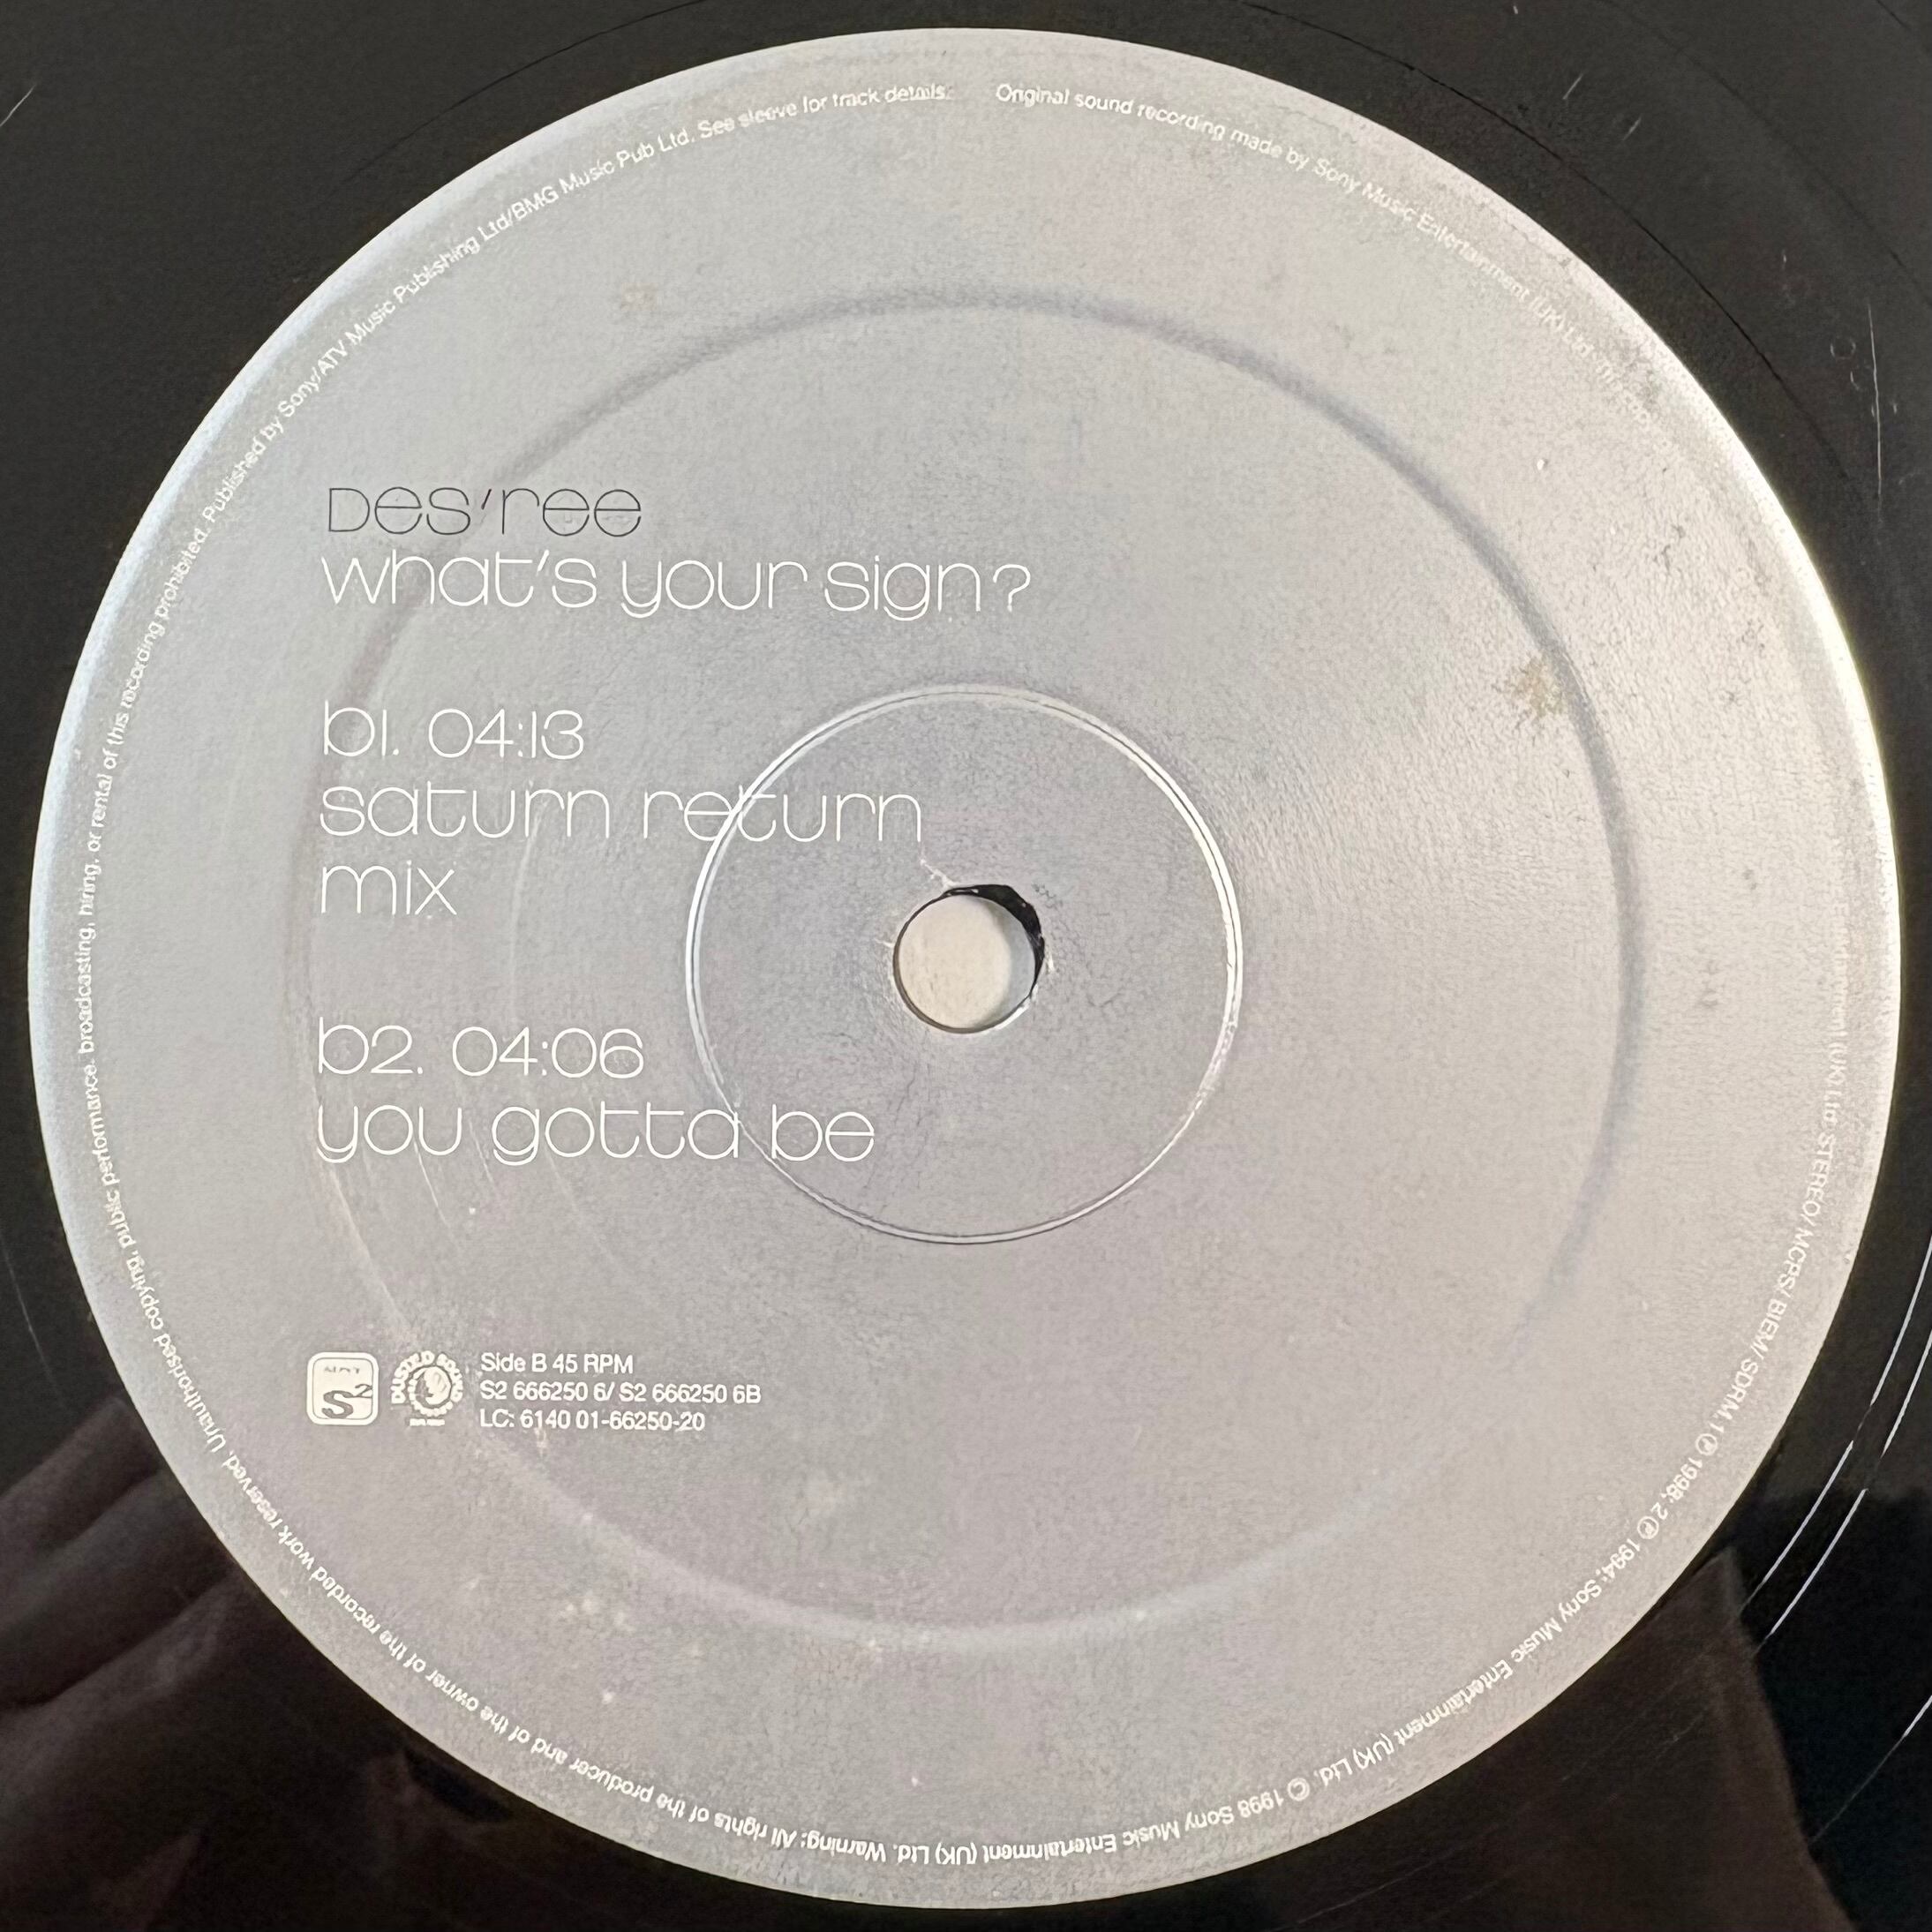 Des'ree
what's your sign?
b1. 04:13
saturn return
mix
b2. 04:06
you gotta be
S2
Side B 45 RPM
S2 666250 6/ S2 666250 6B
LC: 6140 01-66250-20
Original sound recording made by Sony Music Entertainment (UK) Ltd
(UK) Ltd. STEREO/ MCPS/ BIEM/ SDRM.1℗ 1998; 2℗ 1994; Sony Music Entertainment (UK) Ltd. © 1998 Sony Music Entertainment (UK) Ltd. Warning: All rights of the producer and of the owner of the recorded work reserved. Unauthorised copying, public performance, broadcasting, hiring, or rental of this recording prohibited. Published by Sony/ATV Music Publishing Ltd/BMG Music Pub Ltd. See sleeve for track details.